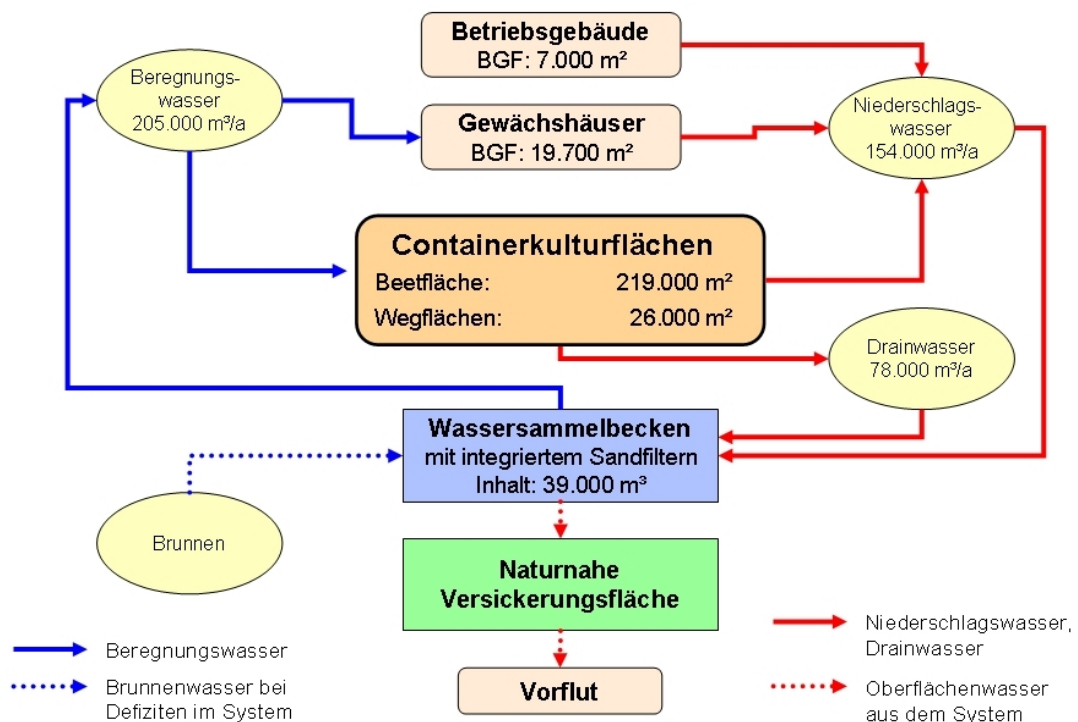 Betriebsgebäude
BGF: 7.000 m²
Beregnungs-
wasser
205.000 m³/a
Gewächshäuser
BGF: 19.700 m²
Niederschlags-
wasser
154.000 m³/a
Containerkulturflächen
Beetfläche: 219.000 m²
Wegflächen: 26.000 m²
Drainwasser
78.000 m³/a
Wassersammelbecken
mit integriertem Sandfiltern
Inhalt: 39.000 m³
Brunnen
Naturnahe
Versickerungsfläche
Vorflut
Beregnungswasser
Brunnenwasser bei
Defiziten im System
Niederschlagswasser,
Drainwasser
Oberflächenwasser
aus dem System